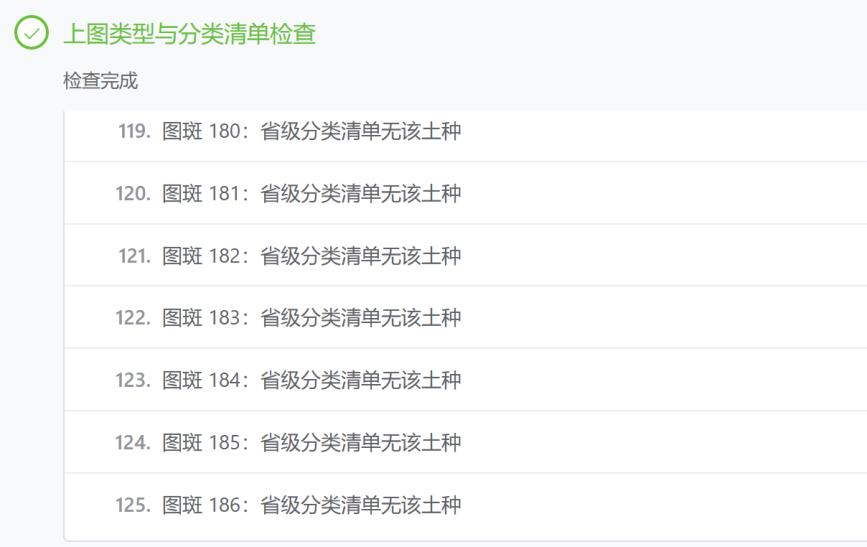 上图类型与分类清单检查
检查完成
119. 图斑 180：省级分类清单无该土种
120. 图斑 181：省级分类清单无该土种
121. 图斑 182：省级分类清单无该土种
122. 图斑 183：省级分类清单无该土种
123. 图斑 184：省级分类清单无该土种
124. 图斑 185：省级分类清单无该土种
125. 图斑 186：省级分类清单无该土种